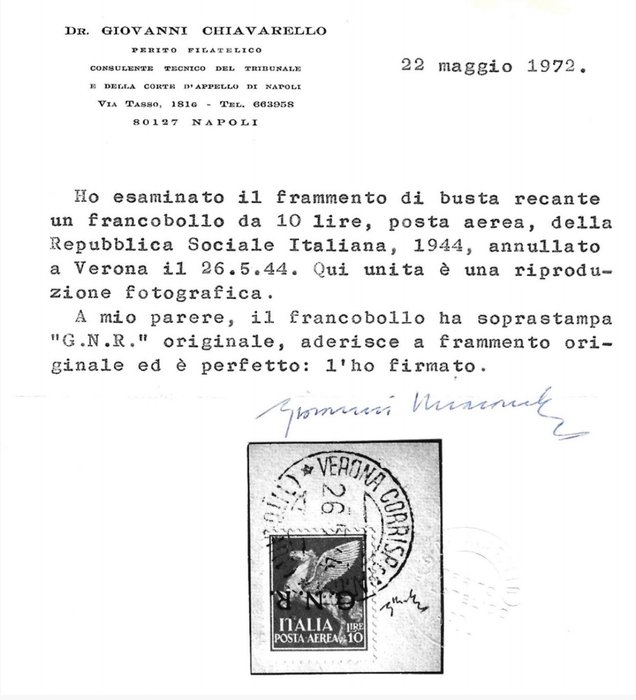 DR. GIOVANNI CHIAVARELLO
PERITO FILATELICO
CONSULENTE TECNICO DEL TRIBUNALE
E DELLA CORTE D'APPELLO DI NAPOLI
VIA TASSO, 181G - TEL. 663958
80127 NAPOLI
22 maggio 1972.
Ho esaminato il frammento di busta recante
un francobollo da 10 lire, posta aerea, della
Repubblica Sociale Italiana, 1944, annullato
a Verona il 26.5.44. Qui unita è una riprodu-
zione fotografica.
A mio parere, il francobollo ha soprastampa
"G.N.R." originale, aderisce a frammento ori-
ginale ed è perfetto: l'ho firmato.
Giovanni Chiavarello
VERONA CORRISP
26
G.N.R.
ITALIA
POSTA AEREA
LIRE
10